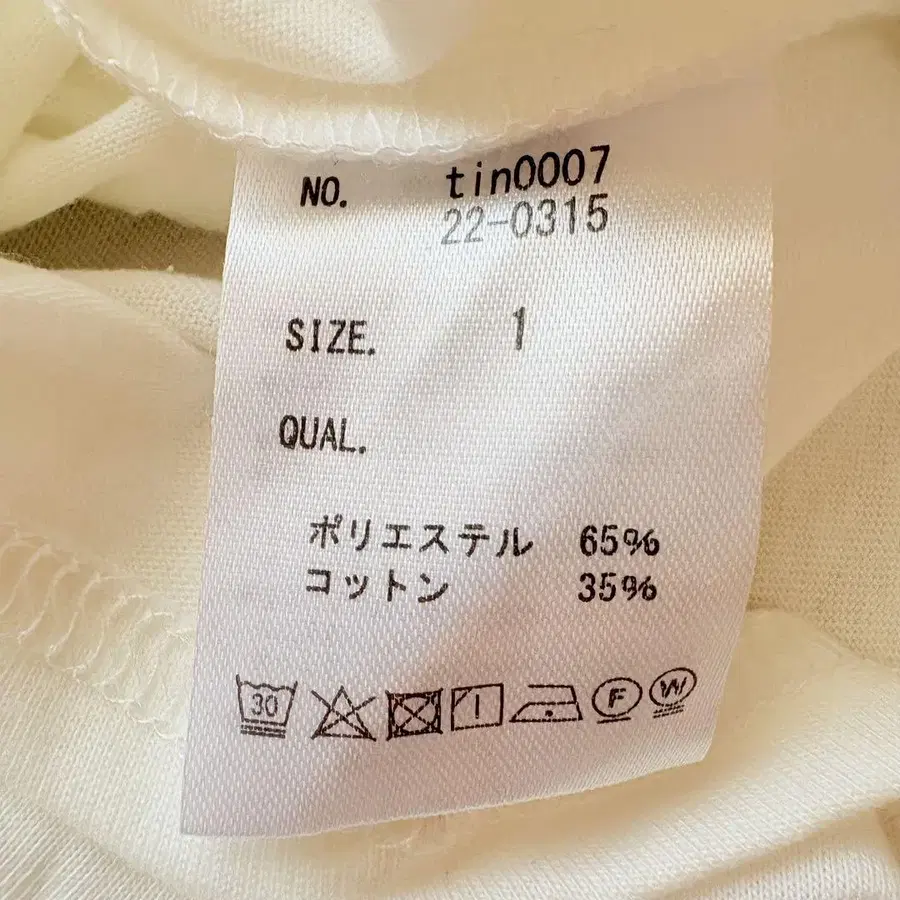 NO. tin0007
22-0315
SIZE. 1
QUAL.
ポリエステル 65%
コットン 35%
30 F W